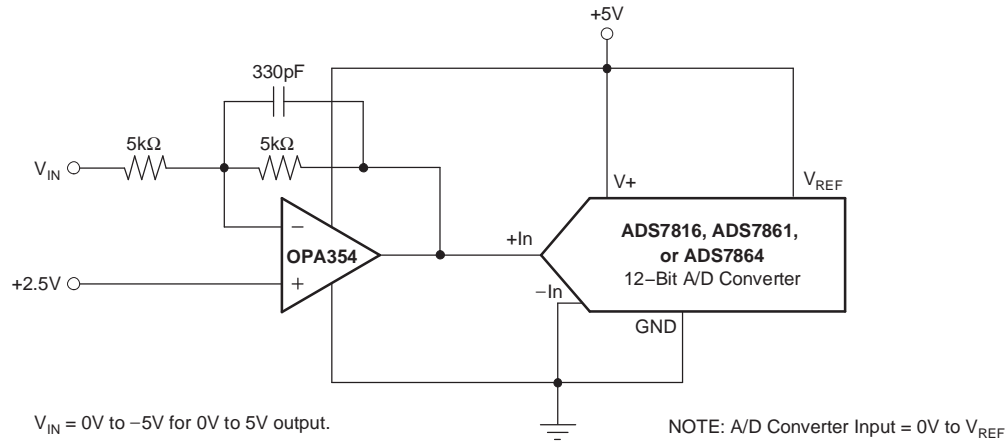 +5V
330pF
5kΩ
5kΩ
V_IN
V+
V_REF
ADS7816, ADS7861,
or ADS7864
12–Bit A/D Converter
+In
OPA354
−
+
+2.5V
−In
GND
V_IN = 0V to −5V for 0V to 5V output.
NOTE: A/D Converter Input = 0V to V_REF